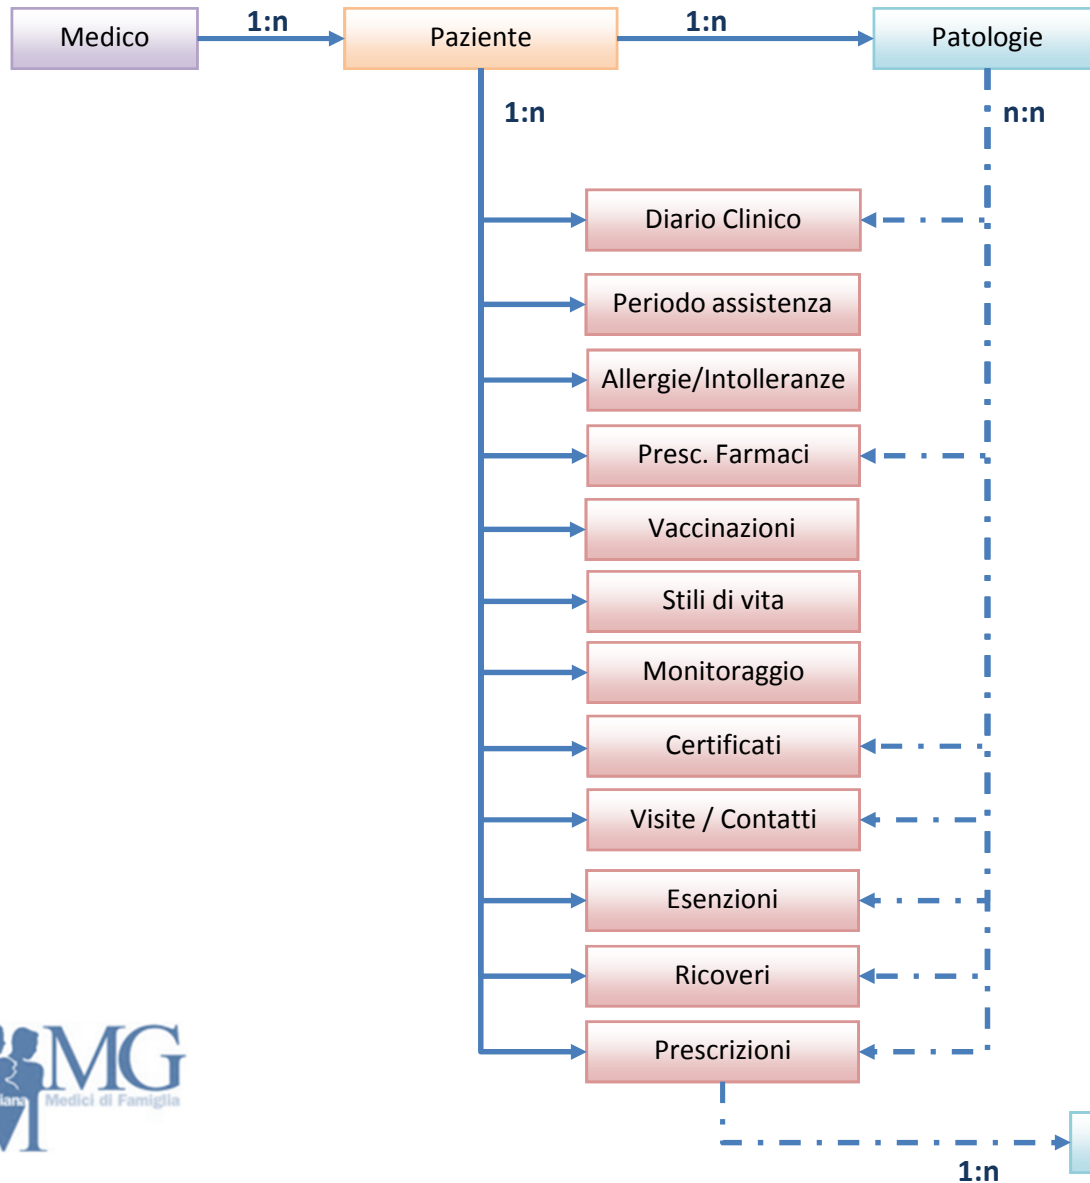 1:n
1:n
Medico
Paziente
Patologie
1:n
n:n
Diario Clinico
Periodo assistenza
Allergie/Intolleranze
Presc. Farmaci
Vaccinazioni
Stili di vita
Monitoraggio
Certificati
Visite / Contatti
Esenzioni
Ricoveri
Prescrizioni
MG
Medici di Famiglia
1:n